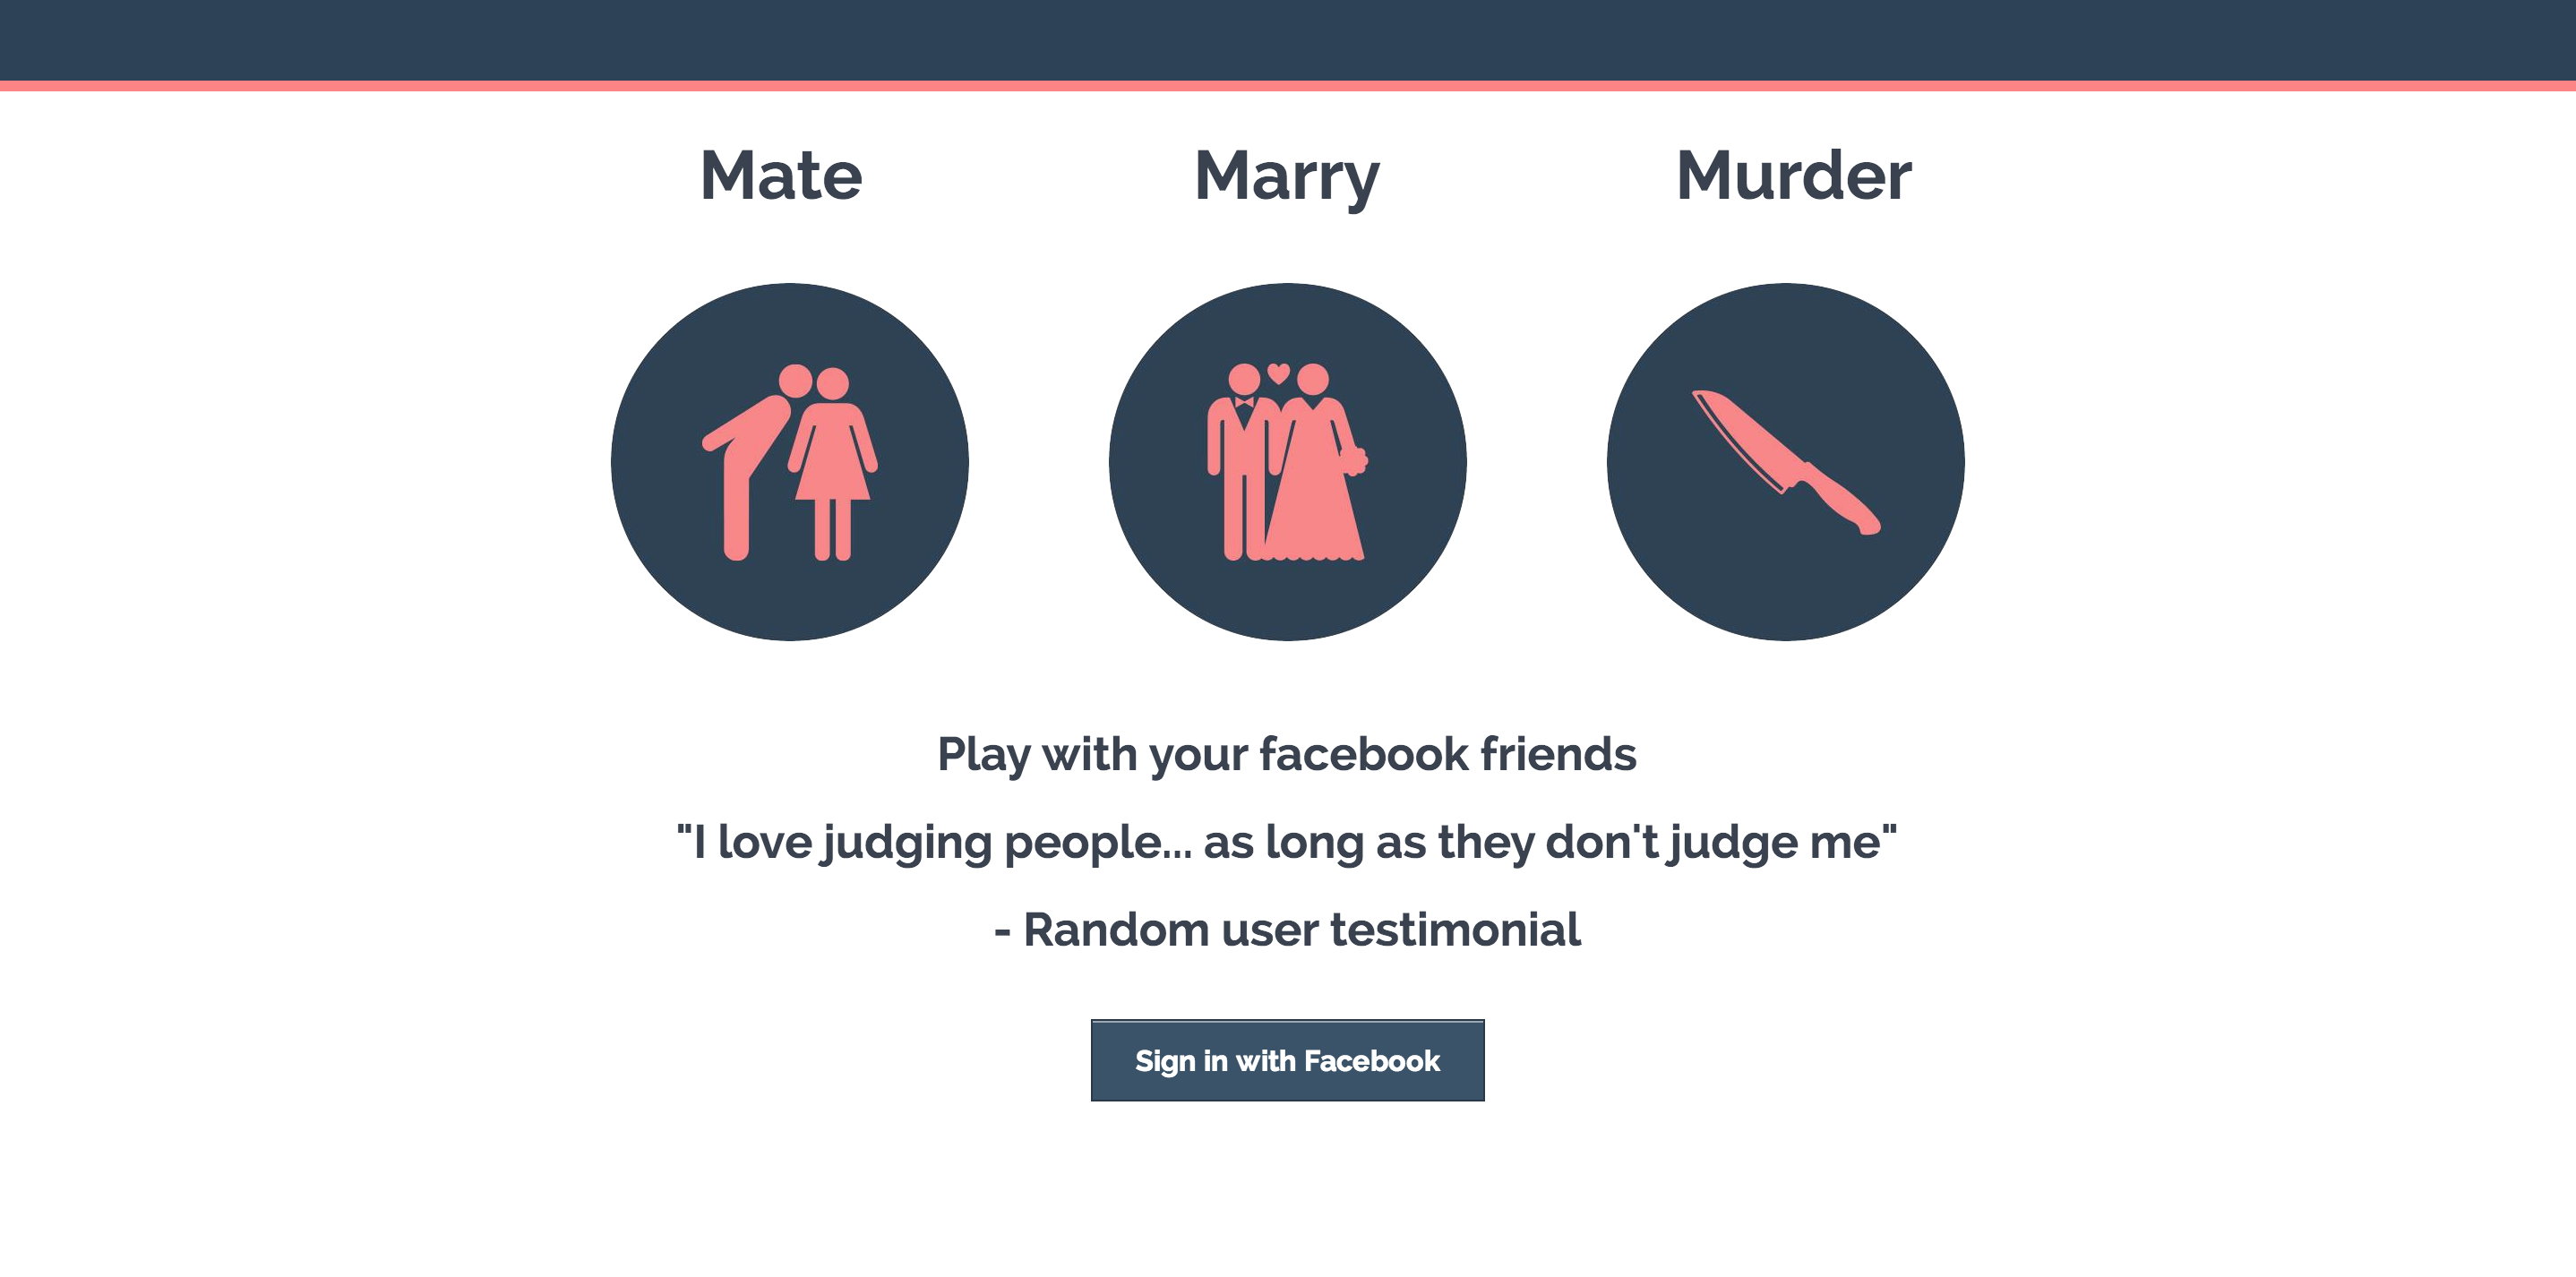 Mate Marry Murder
Play with your facebook friends
"I love judging people... as long as they don't judge me"
- Random user testimonial
Sign in with Facebook